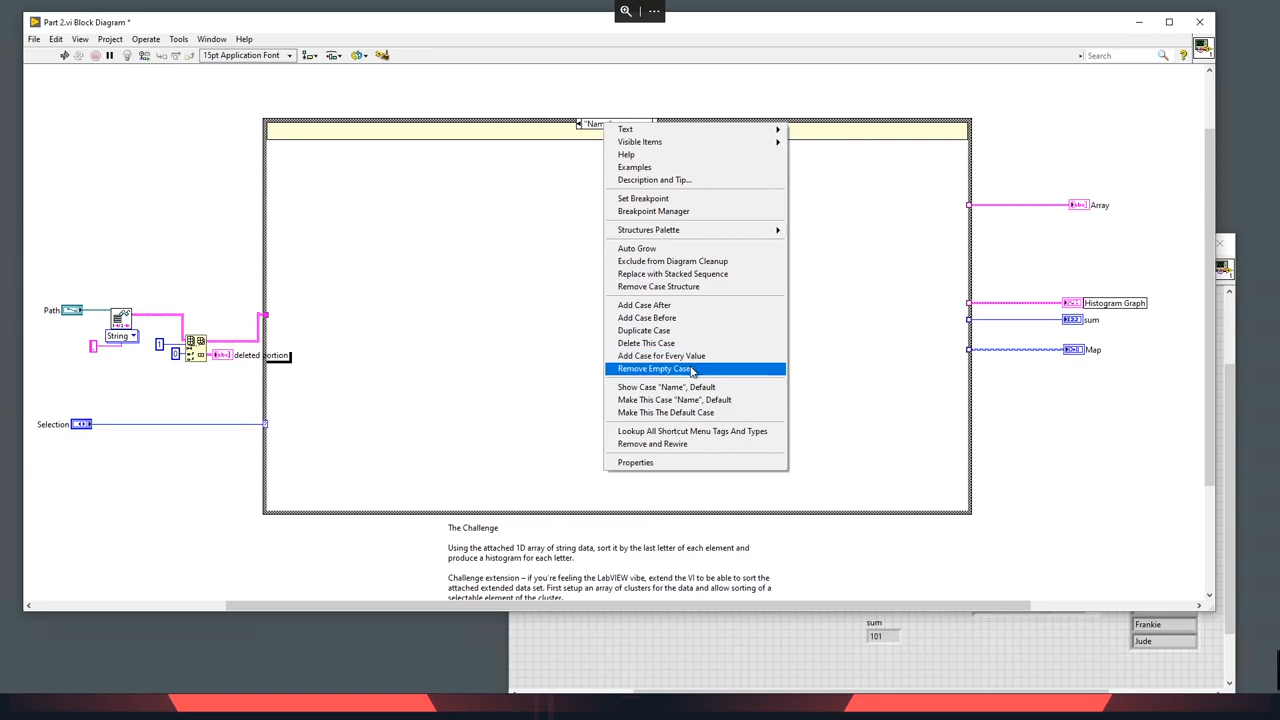 Part 2.vi Block Diagram *
File Edit View Project Operate Tools Window Help
15pt Application Font
Search
"Name"
Text
Visible Items
Help
Examples
Description and Tip...
Set Breakpoint
Breakpoint Manager
Structures Palette
Auto Grow
Exclude from Diagram Cleanup
Replace with Stacked Sequence
Remove Case Structure
Add Case After
Add Case Before
Duplicate Case
Delete This Case
Add Case for Every Value
Remove Empty Cases
Show Case "Name", Default
Make This Case "Name", Default
Make This The Default Case
Lookup All Shortcut Menu Tags And Types
Remove and Rewire
Properties
Array
Histogram Graph
sum
Map
Path
String
1
0
deleted portion
Selection
The Challenge
Using the attached 1D array of string data, sort it by the last letter of each element and
produce a histogram for each letter.
Challenge extension – if you're feeling the LabVIEW vibe, extend the VI to be able to sort the
attached extended data set. First setup an array of clusters for the data and allow sorting of a
selectable element of the cluster.
sum
101
Frankie
Jude